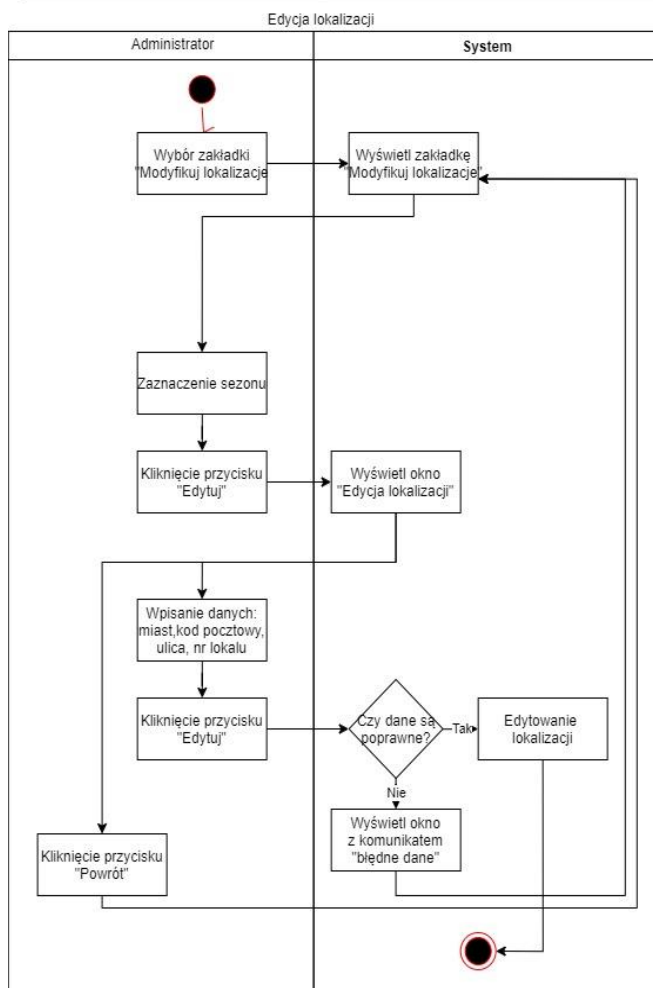 Edycja lokalizacji
Administrator
System
Wybór zakładki
"Modyfikuj lokalizacje
Wyświetl zakładkę
"Modyfikuj lokalizacje"
Zaznaczenie sezonu
Kliknięcie przycisku
"Edytuj"
Wyświetl okno
"Edycja lokalizacji"
Wpisanie danych:
miast,kod pocztowy,
ulica, nr lokalu
Kliknięcie przycisku
"Edytuj"
Czy dane są
poprawne?
Tak
Edytowanie
lokalizacji
Nie
Wyświetl okno
z komunikatem
"błędne dane"
Kliknięcie przycisku
"Powrót"